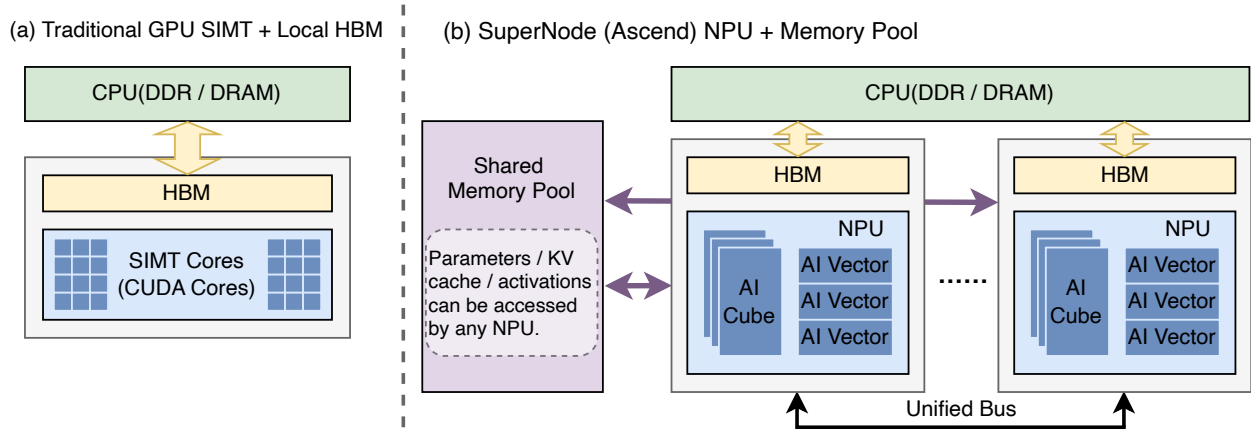 (a) Traditional GPU SIMT + Local HBM
CPU(DDR / DRAM)
HBM
SIMT Cores
(CUDA Cores)
(b) SuperNode (Ascend) NPU + Memory Pool
CPU(DDR / DRAM)
Shared
Memory Pool
Parameters / KV
cache / activations
can be accessed
by any NPU.
HBM
NPU
AI
Cube
AI Vector
AI Vector
AI Vector
......
HBM
NPU
AI
Cube
AI Vector
AI Vector
AI Vector
Unified Bus